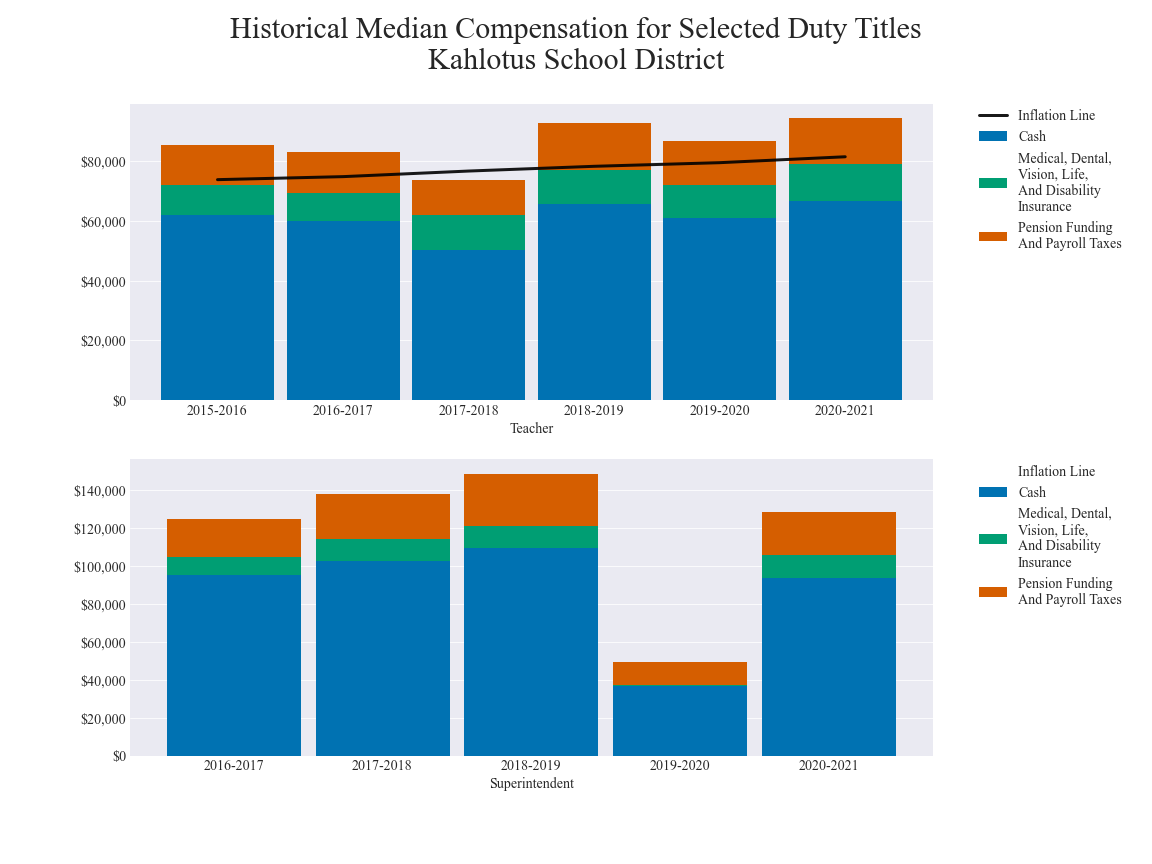 Historical Median Compensation for Selected Duty Titles
Kahlotus School District
$80,000
$60,000
$40,000
$20,000
$0
2015-2016 2016-2017 2017-2018 2018-2019 2019-2020 2020-2021
Teacher
Inflation Line
Cash
Medical, Dental,
Vision, Life,
And Disability
Insurance
Pension Funding
And Payroll Taxes
$140,000
$120,000
$100,000
$80,000
$60,000
$40,000
$20,000
$0
2016-2017 2017-2018 2018-2019 2019-2020 2020-2021
Superintendent
Inflation Line
Cash
Medical, Dental,
Vision, Life,
And Disability
Insurance
Pension Funding
And Payroll Taxes